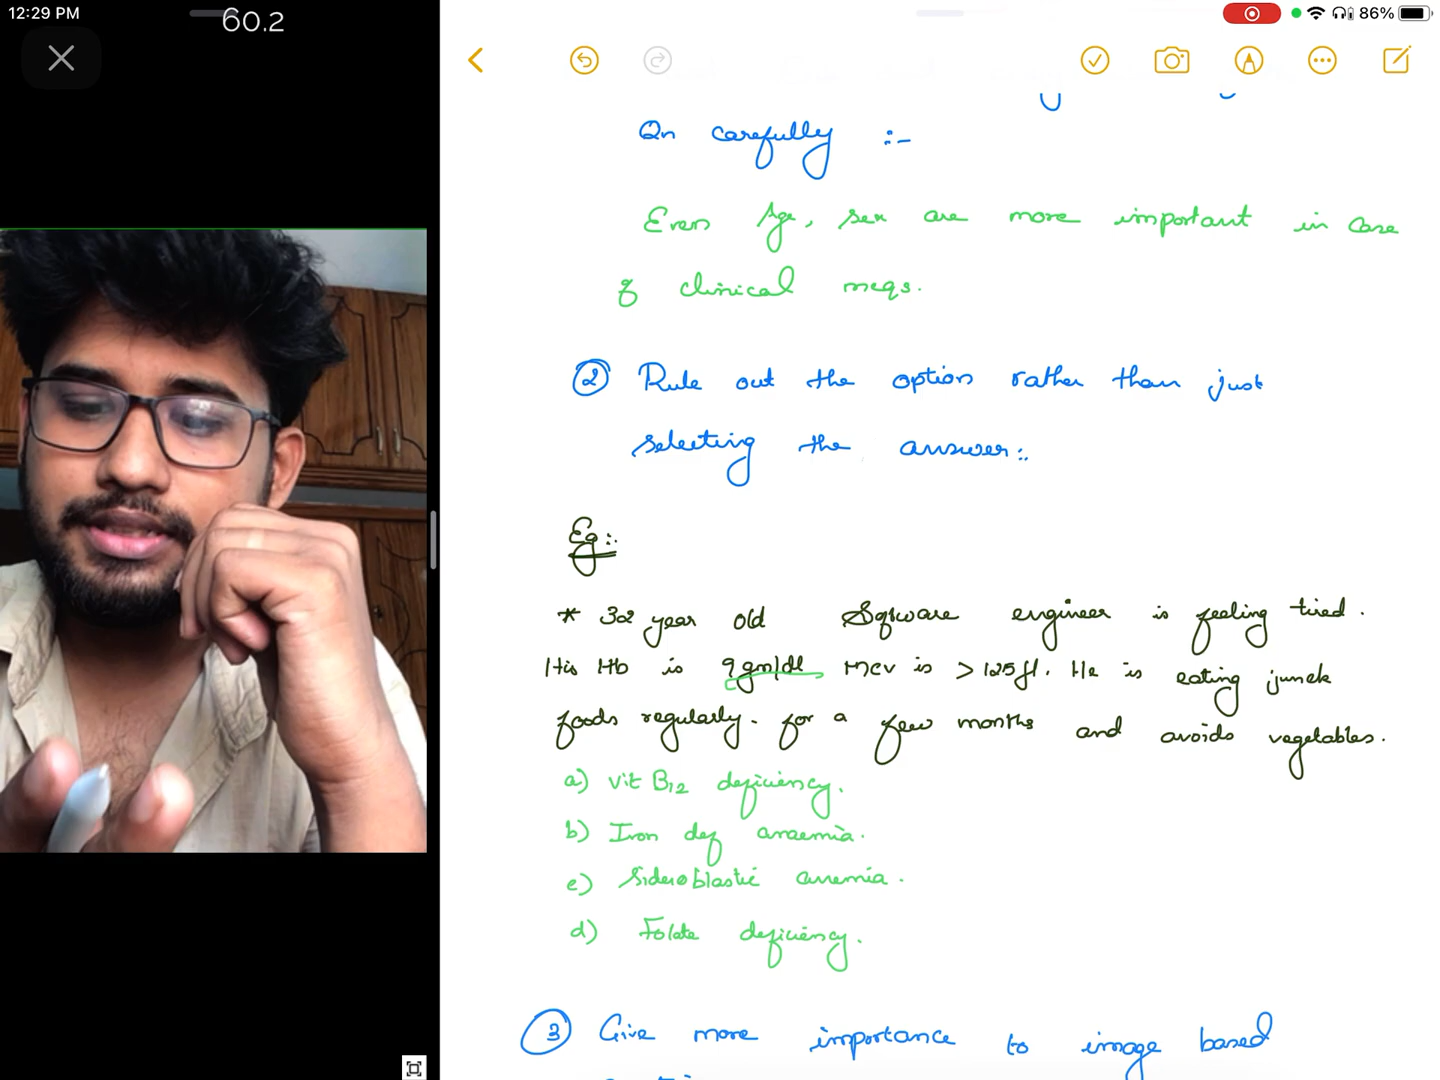 12:29 PM
60.2
86%
Qn carefully :-
Even Age, sex are more important in case
of clinical mcqs.
② Rule out the option rather than just
selecting the answer:.
Eg:.
* 32 year old Software engineer is feeling tired.
His Hb is 9gm/dl MCV is >125fl. He is eating junck
foods regularly. for a few months and avoids vegetables.
a) Vit B12 deficiency.
b) Iron def anaemia.
c) Sideroblastic anemia.
d) Folate deficiency.
③ Give more importance to image based